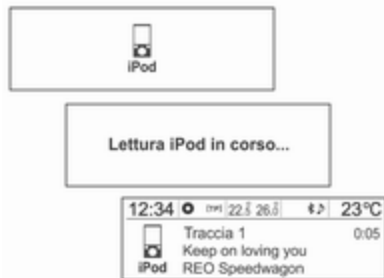 iPod
Lettura iPod in corso...
12:34 22.5 26.5 23°C
Traccia 1 0:05
Keep on loving you
iPod REO Speedwagon